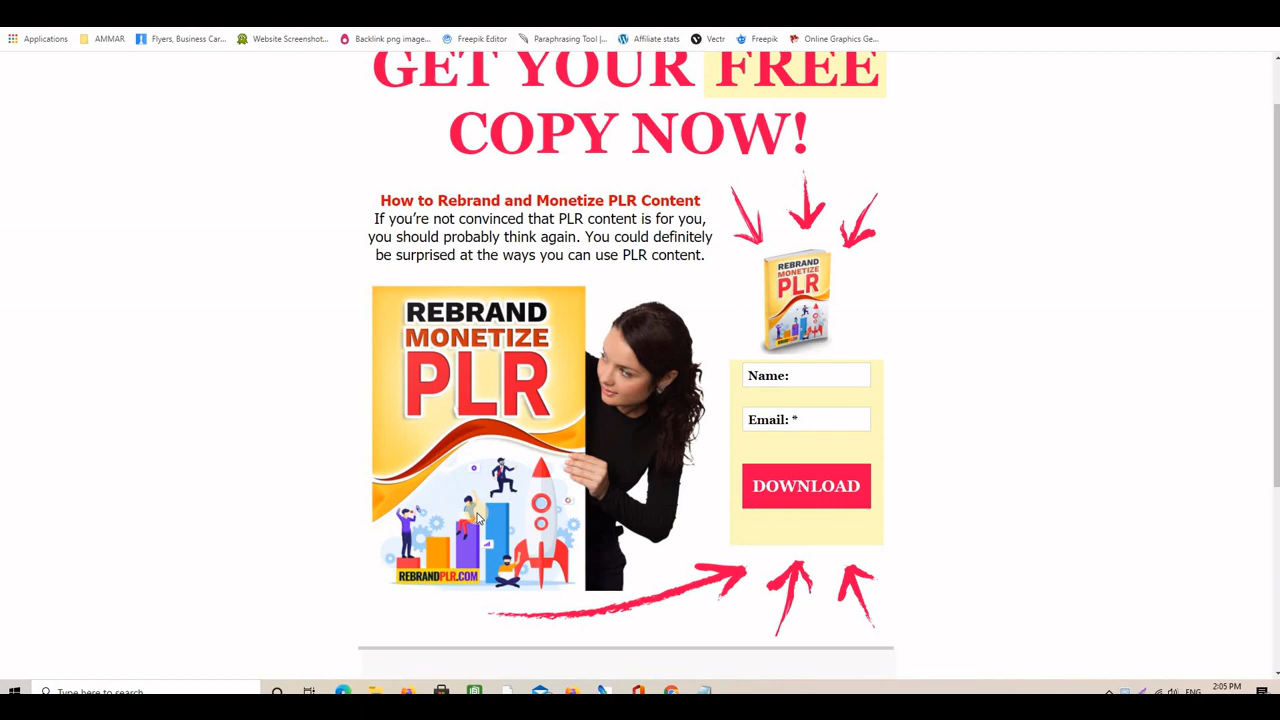 Applications AMMAR Flyers, Business Car... Website Screenshot... Backlink png image... Freepik Editor Paraphrasing Tool |... Affiliate stats Vectr Freepik Online Graphics Ge...
GET YOUR FREE
COPY NOW!
How to Rebrand and Monetize PLR Content
If you’re not convinced that PLR content is for you,
you should probably think again. You could definitely
be surprised at the ways you can use PLR content.
REBRAND
MONETIZE
PLR
REBRANDPLR.COM
REBRAND
MONETIZE
PLR
Name:
Email: *
DOWNLOAD
Type here to search
ENG 2:05 PM